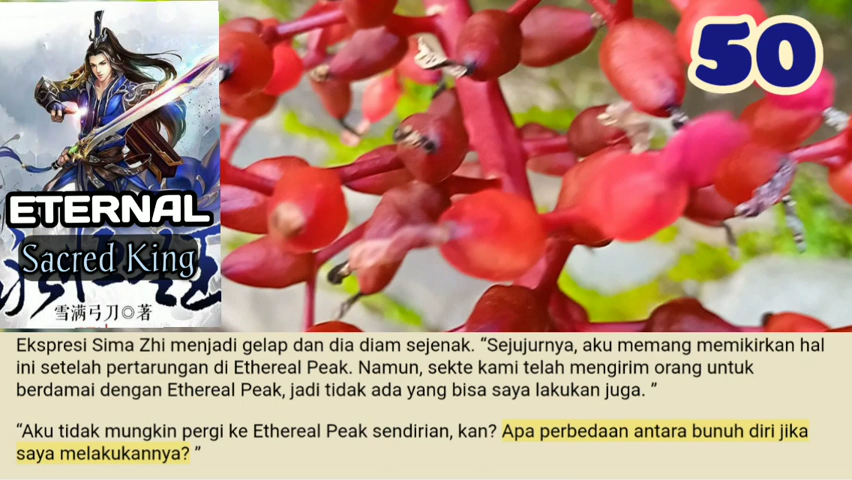 50
ETERNAL
Sacred King
雪满弓刀◎著
Ekspresi Sima Zhi menjadi gelap dan dia diam sejenak. “Sejujurnya, aku memang memikirkan hal
ini setelah pertarungan di Ethereal Peak. Namun, sekte kami telah mengirim orang untuk
berdamai dengan Ethereal Peak, jadi tidak ada yang bisa saya lakukan juga. ”
“Aku tidak mungkin pergi ke Ethereal Peak sendirian, kan? Apa perbedaan antara bunuh diri jika
saya melakukannya? ”